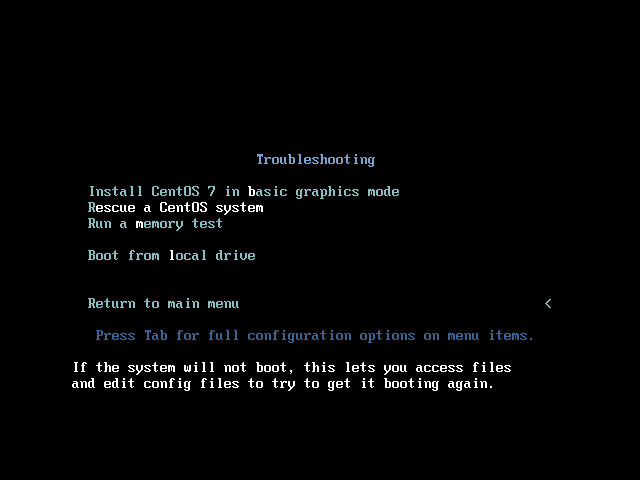 Troubleshooting
Install CentOS 7 in basic graphics mode
Rescue a CentOS system
Run a memory test
Boot from local drive
Return to main menu <
Press Tab for full configuration options on menu items.
If the system will not boot, this lets you access files
and edit config files to try to get it booting again.